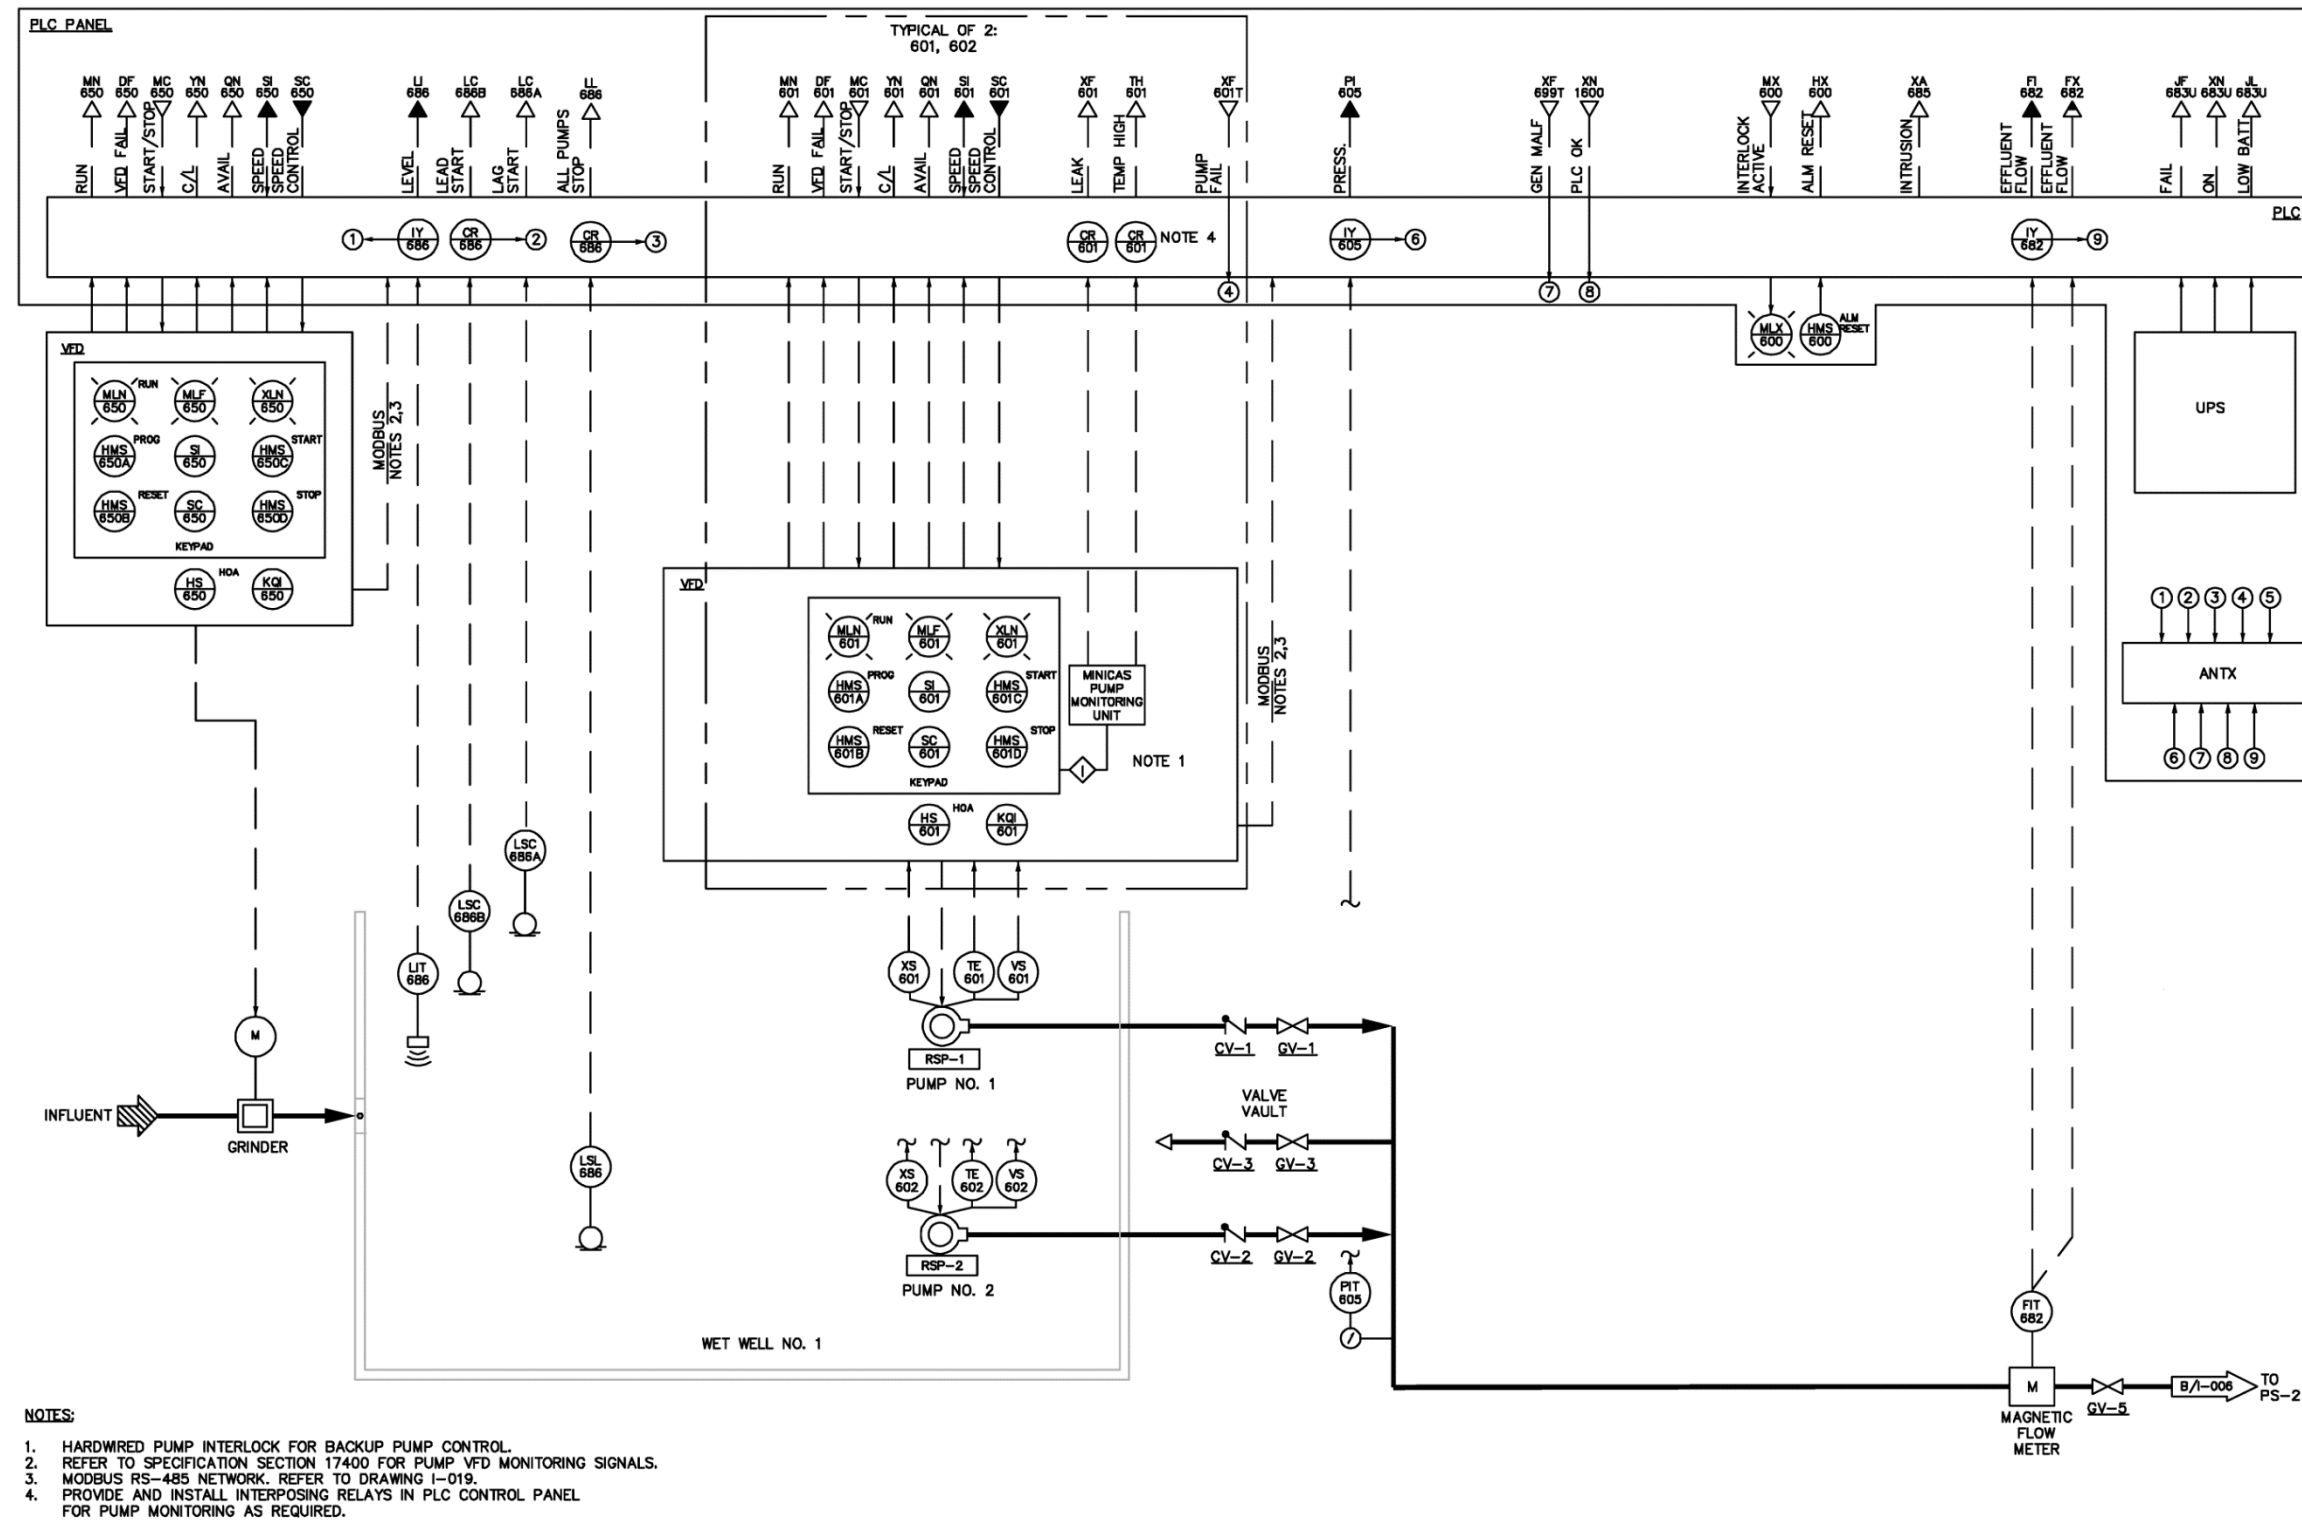 PLC PANEL
TYPICAL OF 2:
601, 602
MN
650
DF
650
MC
650
YN
650
QN
650
SI
650
SC
650
LI
686
LC
686B
LC
686A
LL
686
MN
601
DF
601
MC
601
YN
601
QN
601
SI
601
SC
601
XF
601
TH
601
XF
601T
PI
605
XF
699T
XN
1600
MX
600
HX
600
XA
685
FI
682
FX
682
JF
683U
XN
683U
JL
683U
RUN
VFD FAIL
START/STOP
C/L
AVAIL
SPEED
SPEED
CONTROL
LEVEL
LEAD
START
LAG
START
ALL PUMPS
STOP
RUN
VFD FAIL
START/STOP
C/L
AVAIL
SPEED
SPEED
CONTROL
LEAK
TEMP HIGH
PUMP
FAIL
PRESS.
GEN MALF
PLC OK
INTERLOCK
ACTIVE
ALM RESET
INTRUSION
EFFLUENT
FLOW
EFFLUENT
FLOW
FAIL
ON
LOW BATT
PLC
1
IY
686
CR
686
2
CR
686
3
CR
601
CR
601
NOTE 4
IY
605
6
IY
682
9
4
7
8
MLX
600
HMS
600
ALM
RESET
VFD
MLN
650
RUN
MLF
650
XLN
650
HMS
650A
PROG
SI
650
HMS
650C
START
HMS
650B
RESET
SC
650
HMS
650D
STOP
KEYPAD
HS
650
HOA
KQI
650
MODBUS
NOTES 2,3
UPS
VFD
MLN
601
RUN
MLF
601
XLN
601
HMS
601A
PROG
SI
601
HMS
601C
START
HMS
601B
RESET
SC
601
HMS
601D
STOP
KEYPAD
HS
601
HOA
KQI
601
MINICAS
PUMP
MONITORING
UNIT
I
NOTE 1
MODBUS
NOTES 2,3
1 2 3 4 5
ANTX
6 7 8 9
LSC
686A
LSC
686B
LIT
686
LSL
686
XS
601
TE
601
VS
601
RSP-1
PUMP NO. 1
CV-1
GV-1
M
INFLUENT
GRINDER
VALVE
VAULT
CV-3
GV-3
XS
602
TE
602
VS
602
RSP-2
PUMP NO. 2
CV-2
GV-2
PIT
605
FIT
682
WET WELL NO. 1
M
MAGNETIC
FLOW
METER
GV-5
B/I-006
TO
PS-2
NOTES:
1. HARDWIRED PUMP INTERLOCK FOR BACKUP PUMP CONTROL.
2. REFER TO SPECIFICATION SECTION 17400 FOR PUMP VFD MONITORING SIGNALS.
3. MODBUS RS-485 NETWORK. REFER TO DRAWING I-019.
4. PROVIDE AND INSTALL INTERPOSING RELAYS IN PLC CONTROL PANEL
FOR PUMP MONITORING AS REQUIRED.